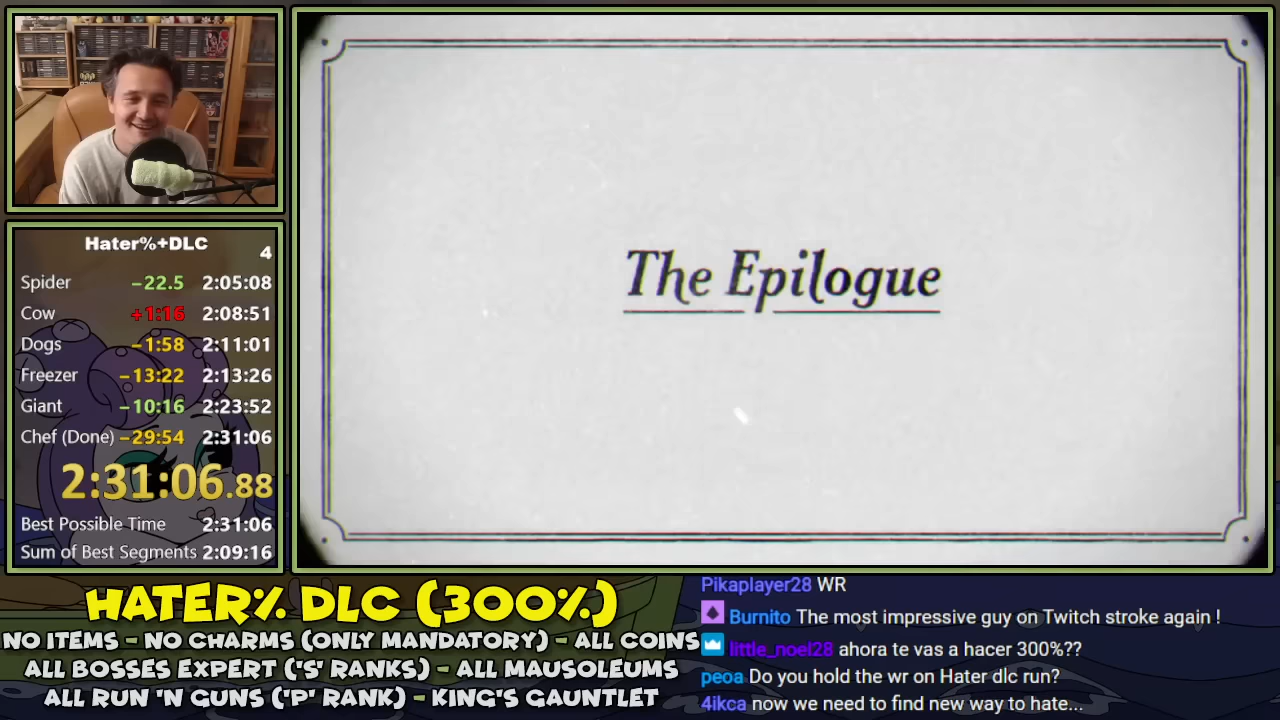 Hater%+DLC
4
Spider -22.5 2:05:08
Cow +1:16 2:08:51
Dogs -1:58 2:11:01
Freezer -13:22 2:13:26
Giant -10:16 2:23:52
Chef (Done) -29:54 2:31:06
2:31:06.88
Best Possible Time 2:31:06
Sum of Best Segments 2:09:16
The Epilogue
HATER% DLC (300%)
NO ITEMS - NO CHARMS (ONLY MANDATORY) - ALL COINS
ALL BOSSES EXPERT ('S' RANKS) - ALL MAUSOLEUMS
ALL RUN 'N GUNS ('P' RANK) - KING'S GAUNTLET
Pikaplayer28 WR
Burnito The most impressive guy on Twitch stroke again !
little_noel28 ahora te vas a hacer 300%??
peoa Do you hold the wr on Hater dlc run?
4ikca now we need to find new way to hate...